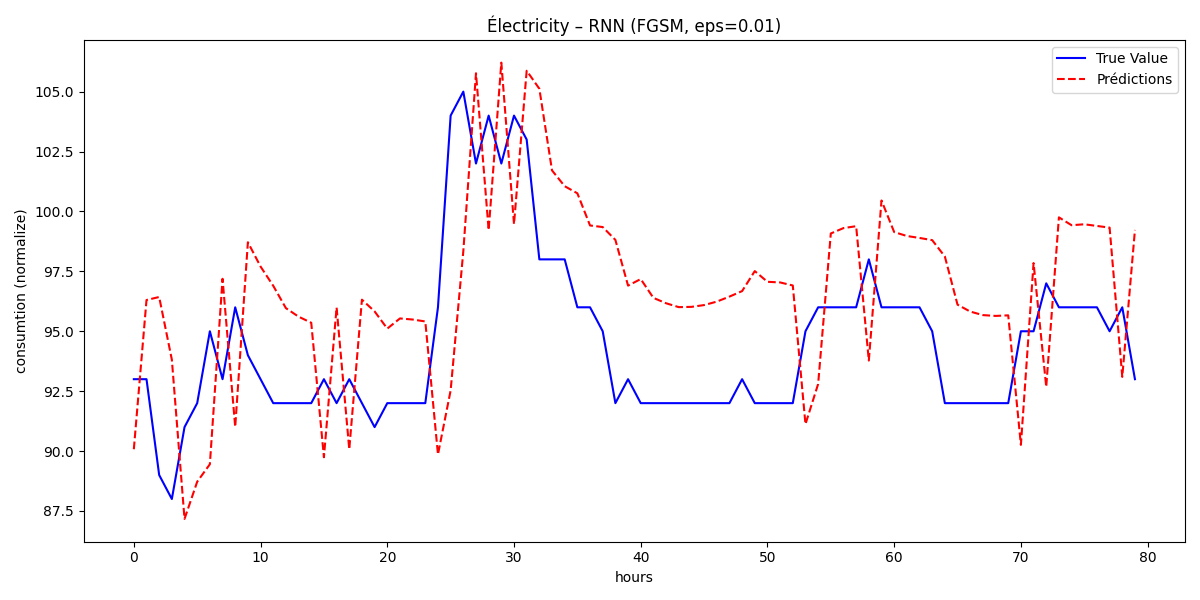 Électricity – RNN (FGSM, eps=0.01)
True Value
Prédictions
consumtion (normalize)
105.0
102.5
100.0
97.5
95.0
92.5
90.0
87.5
0 10 20 30 40 50 60 70 80
hours